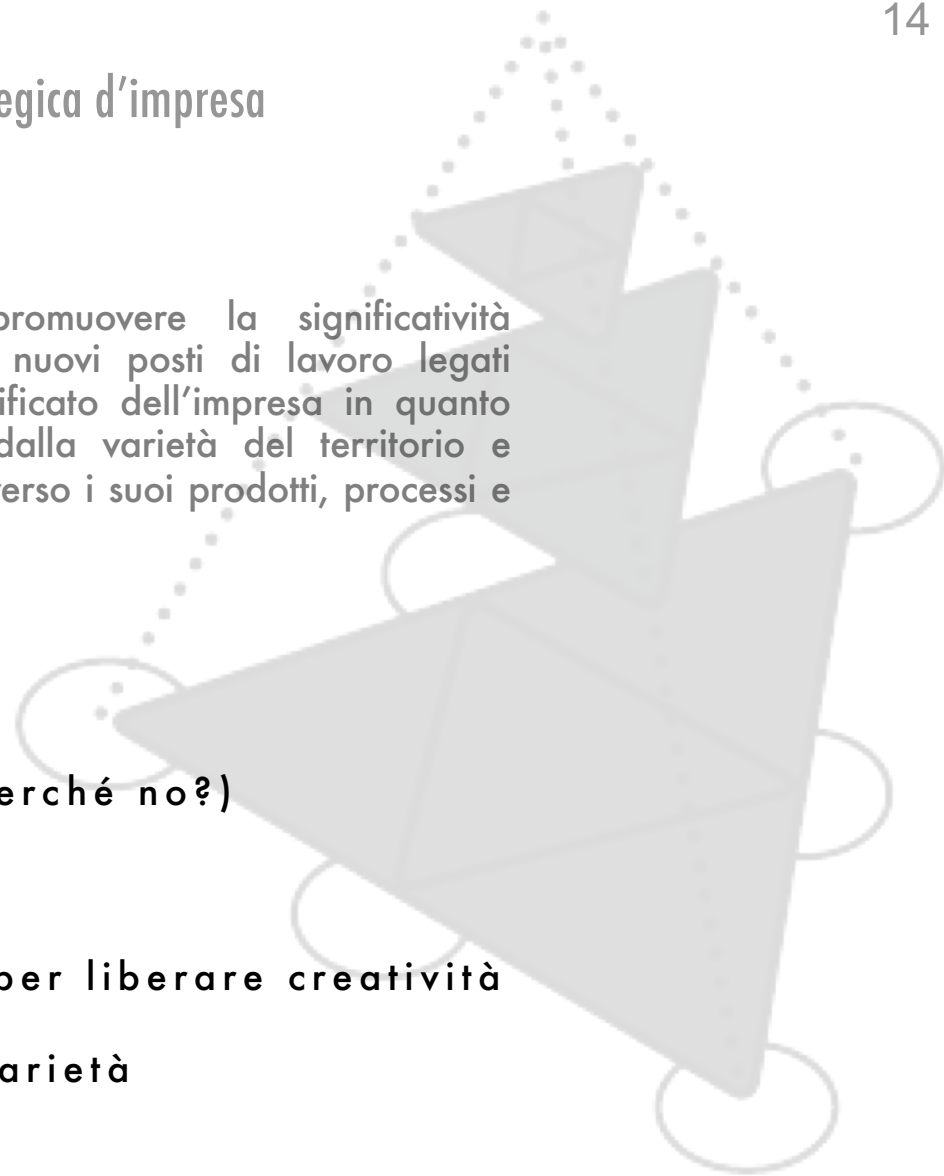 14
egica d’impresa
promuovere la significatività
nuovi posti di lavoro legati
ificato dell’impresa in quanto
dalla varietà del territorio e
verso i suoi prodotti, processi e
erché no?)
per liberare creatività
arietà